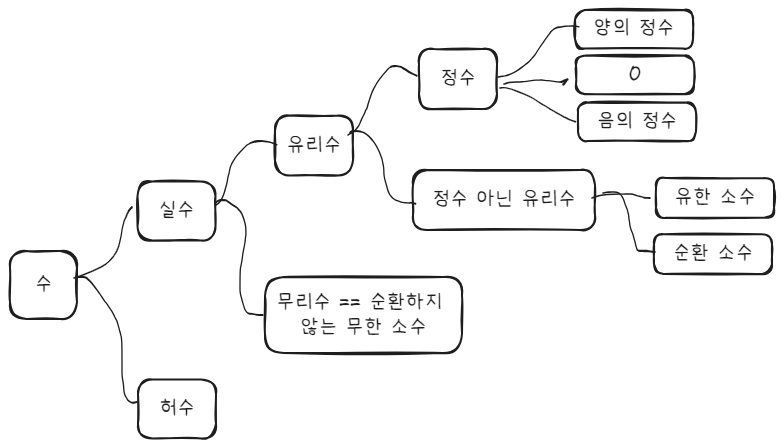 양의 정수
정수
0
음의 정수
유리수
정수 아닌 유리수
유한 소수
실수
순환 소수
수
무리수 == 순환하지
않는 무한 소수
허수